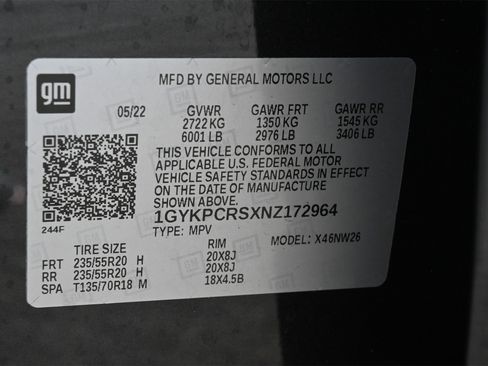 gm
MFD BY GENERAL MOTORS LLC
05/22 GVWR GAWR FRT GAWR RR
2722 KG 1350 KG 1545 KG
6001 LB 2976 LB 3406 LB
THIS VEHICLE CONFORMS TO ALL
APPLICABLE U.S. FEDERAL MOTOR
VEHICLE SAFETY STANDARDS IN EFFECT
ON THE DATE OF MANUFACTURE
SHOWN ABOVE.
1GYKPCRSXNZ172964
244F
TYPE: MPV MODEL: X46NW26
TIRE SIZE RIM
FRT 235/55R20 H 20X8J
RR 235/55R20 H 20X8J
SPA T135/70R18 M 18X4.5B